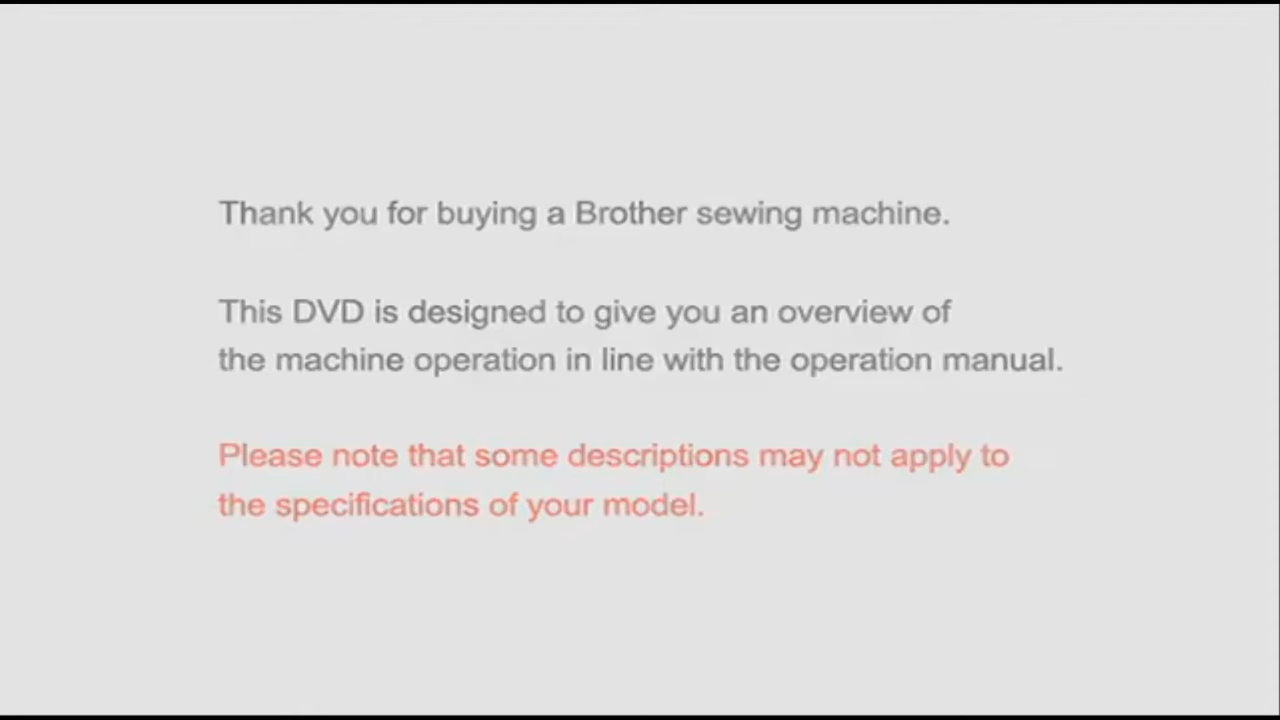 Thank you for buying a Brother sewing machine.
This DVD is designed to give you an overview of
the machine operation in line with the operation manual.
Please note that some descriptions may not apply to
the specifications of your model.